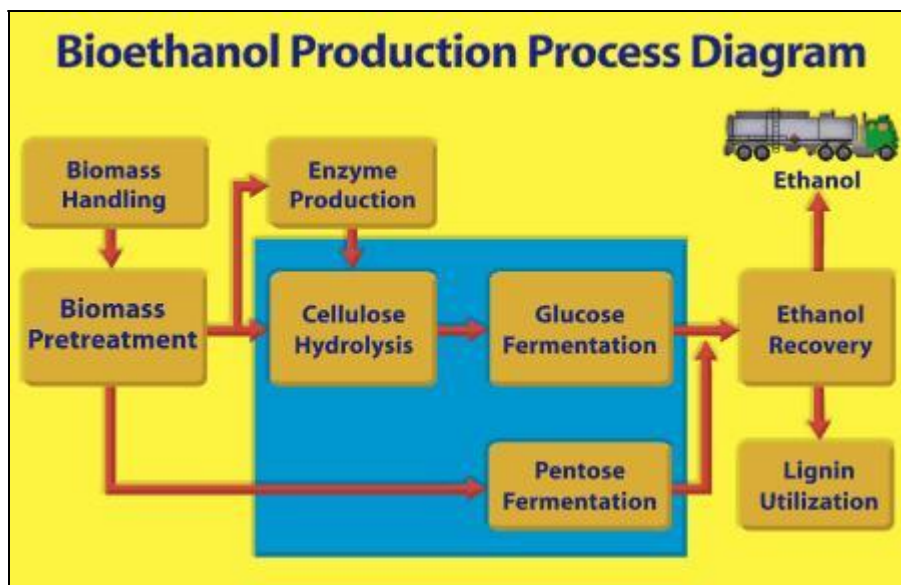 Bioethanol Production Process Diagram
Biomass
Handling
Enzyme
Production
Ethanol
Biomass
Pretreatment
Cellulose
Hydrolysis
Glucose
Fermentation
Ethanol
Recovery
Pentose
Fermentation
Lignin
Utilization